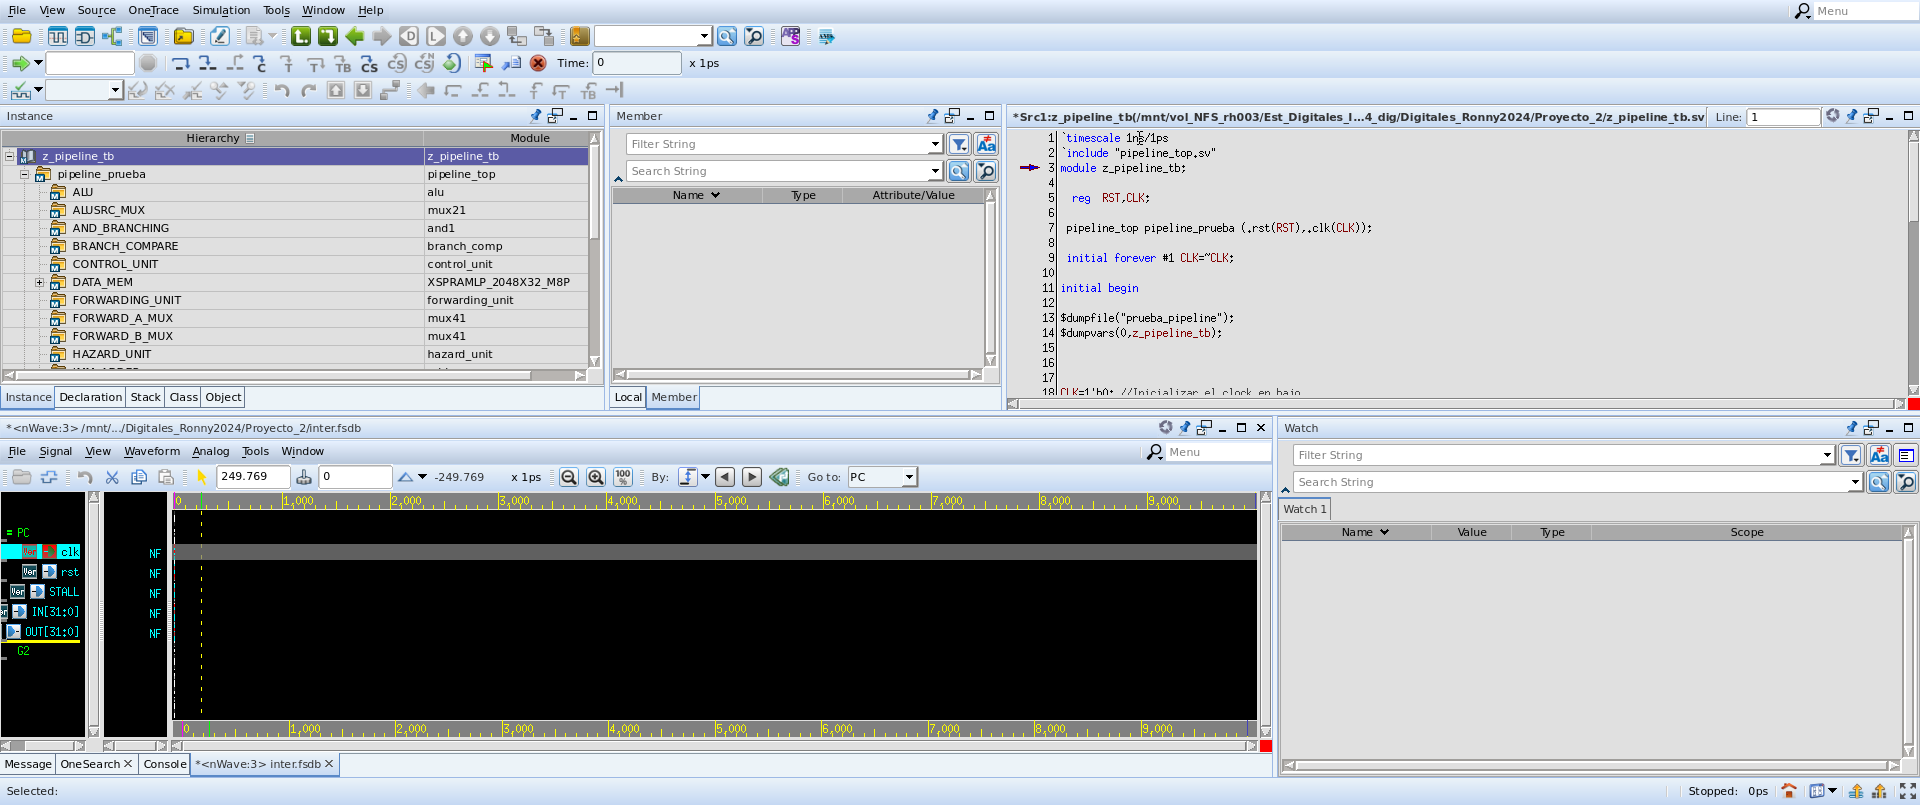 File View Source OneTrace Simulation Tools Window Help Menu
Time: 0 x 1ps
Instance
Hierarchy Module
z_pipeline_tb z_pipeline_tb
pipeline_prueba pipeline_top
ALU alu
ALUSRC_MUX mux21
AND_BRANCHING and1
BRANCH_COMPARE branch_comp
CONTROL_UNIT control_unit
DATA_MEM XSPRAMLP_2048X32_M8P
FORWARDING_UNIT forwarding_unit
FORWARD_A_MUX mux41
FORWARD_B_MUX mux41
HAZARD_UNIT hazard_unit
Instance Declaration Stack Class Object
Member
Filter String
Search String
Name Type Attribute/Value
Local Member
*Src1:z_pipeline_tb(/mnt/vol_NFS_rh003/Est_Digitales_I...4_dig/Digitales_Ronny2024/Proyecto_2/z_pipeline_tb.sv Line: 1
1 `timescale 1ns/1ps
2 `include "pipeline_top.sv"
3 module z_pipeline_tb;
4
5 reg RST,CLK;
6
7 pipeline_top pipeline_prueba (.rst(RST),.clk(CLK));
8
9 initial forever #1 CLK=~CLK;
10
11 initial begin
12
13 $dumpfile("prueba_pipeline");
14 $dumpvars(0,z_pipeline_tb);
15
16
17
18 CLK=1'b0; //Inicializar el clock en bajo
*<nWave:3> /mnt/.../Digitales_Ronny2024/Proyecto_2/inter.fsdb
File Signal View Waveform Analog Tools Window Menu
249.769 0 -249.769 x 1ps 100 % By: Go to: PC
0 1,000 2,000 3,000 4,000 5,000 6,000 7,000 8,000 9,000
= PC
clk NF
rst NF
STALL NF
IN[31:0] NF
OUT[31:0] NF
G2
0 1,000 2,000 3,000 4,000 5,000 6,000 7,000 8,000 9,000
Message OneSearch Console *<nWave:3> inter.fsdb
Watch
Filter String
Search String
Watch 1
Name Value Type Scope
Selected: Stopped: 0ps